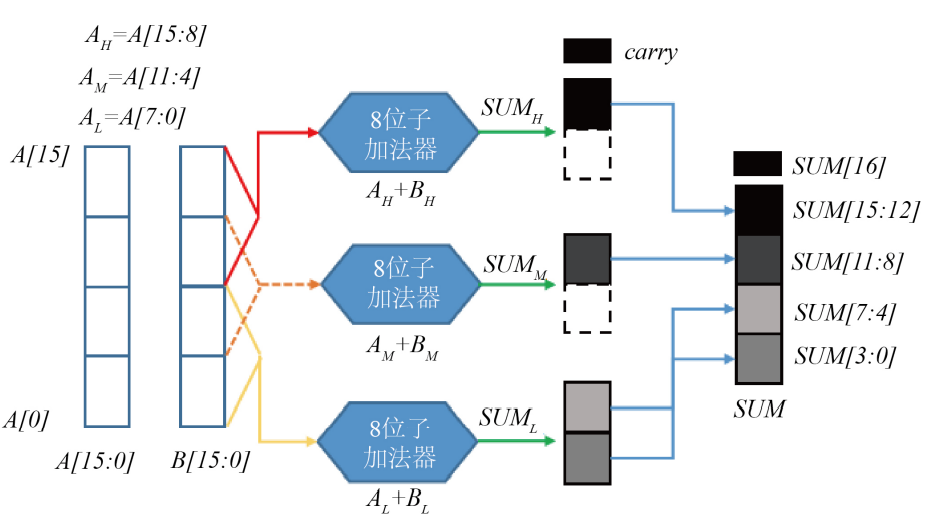 A_H=A[15:8]
A_M=A[11:4]
A_L=A[7:0]
A[15]
A[0]
A[15:0]
B[15:0]
8位子
加法器
A_H+B_H
8位子
加法器
A_M+B_M
8位子
加法器
A_L+B_L
SUM_H
SUM_M
SUM_L
carry
SUM[16]
SUM[15:12]
SUM[11:8]
SUM[7:4]
SUM[3:0]
SUM